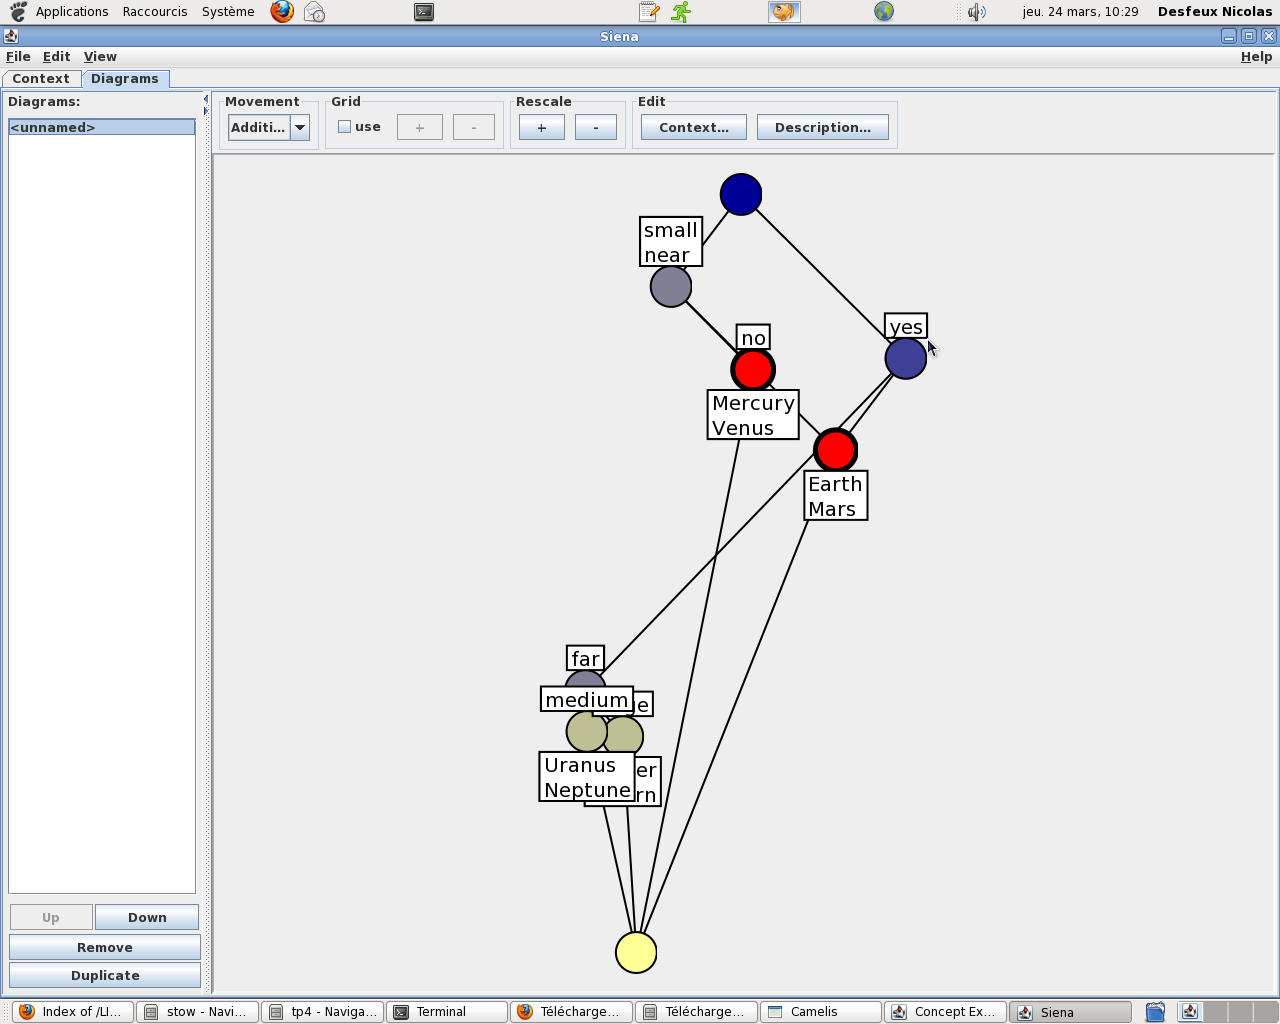 Applications Raccourcis Système jeu. 24 mars, 10:29 Desfeux Nicolas
Siena
File Edit View Help
Context Diagrams
Diagrams:
<unnamed>
Movement Grid Rescale Edit
Additi... use + - + - Context... Description...
small
near
yes
no
Mercury
Venus
Earth
Mars
far
medium
Uranus
Neptune
Up Down
Remove
Duplicate
Index of /LI... stow - Navi... tp4 - Naviga... Terminal Télécharge... Télécharge... Camelis Concept Ex... Siena